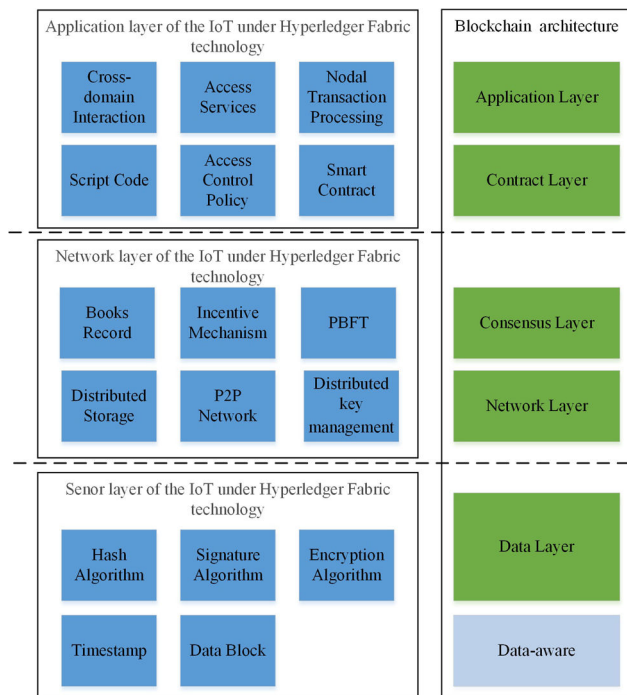 Application layer of the IoT under Hyperledger Fabric
technology
Cross-
domain
Interaction
Access
Services
Nodal
Transaction
Processing
Script Code
Access
Control
Policy
Smart
Contract
Network layer of the IoT under Hyperledger Fabric
technology
Books
Record
Incentive
Mechanism
PBFT
Distributed
Storage
P2P
Network
Distributed
key
management
Senor layer of the IoT under Hyperledger Fabric
technology
Hash
Algorithm
Signature
Algorithm
Encryption
Algorithm
Timestamp
Data Block
Blockchain architecture
Application Layer
Contract Layer
Consensus Layer
Network Layer
Data Layer
Data-aware